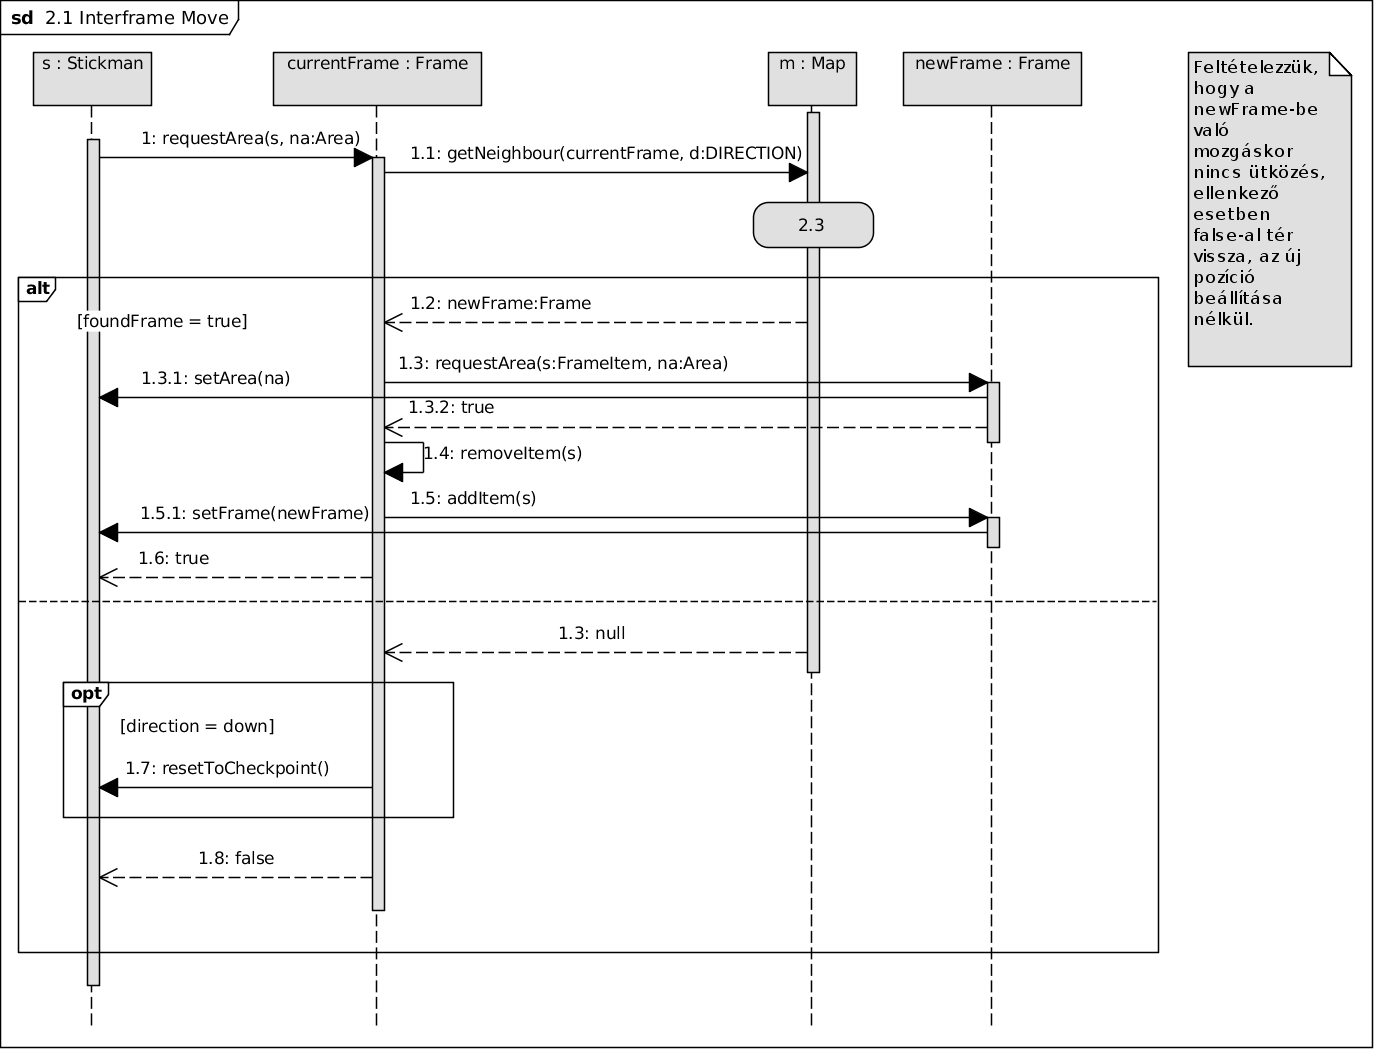 sd 2.1 Interframe Move
s : Stickman
currentFrame : Frame
m : Map
newFrame : Frame
Feltételezzük,
hogy a
newFrame-be
való
mozgáskor
nincs ütközés,
ellenkező
esetben
false-al tér
vissza, az új
pozíció
beállítása
nélkül.
1: requestArea(s, na:Area)
1.1: getNeighbour(currentFrame, d:DIRECTION)
2.3
alt
1.2: newFrame:Frame
[foundFrame = true]
1.3: requestArea(s:FrameItem, na:Area)
1.3.1: setArea(na)
1.3.2: true
1.4: removeItem(s)
1.5: addItem(s)
1.5.1: setFrame(newFrame)
1.6: true
1.3: null
opt
[direction = down]
1.7: resetToCheckpoint()
1.8: false